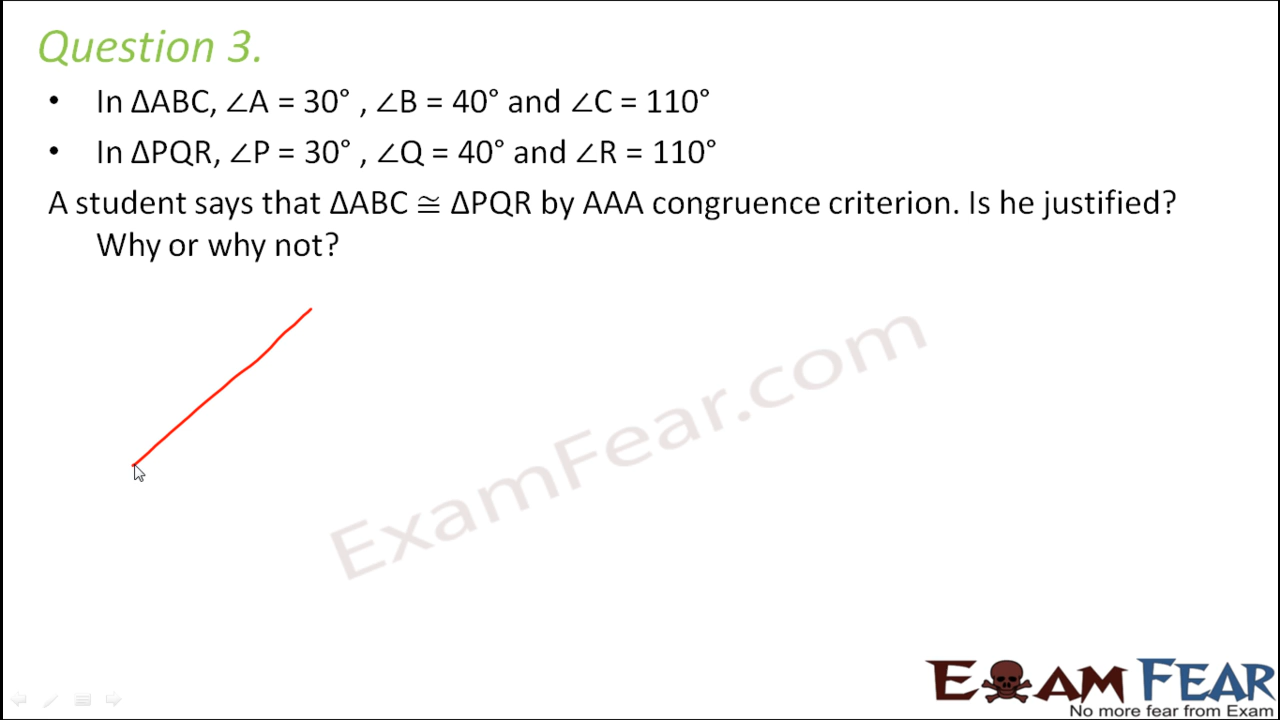 Question 3.
• In ΔABC, ∠A = 30° , ∠B = 40° and ∠C = 110°
• In ΔPQR, ∠P = 30° , ∠Q = 40° and ∠R = 110°
A student says that ΔABC ≅ ΔPQR by AAA congruence criterion. Is he justified?
Why or why not?
ExamFear.com
EXAM FEAR
No more fear from Exam